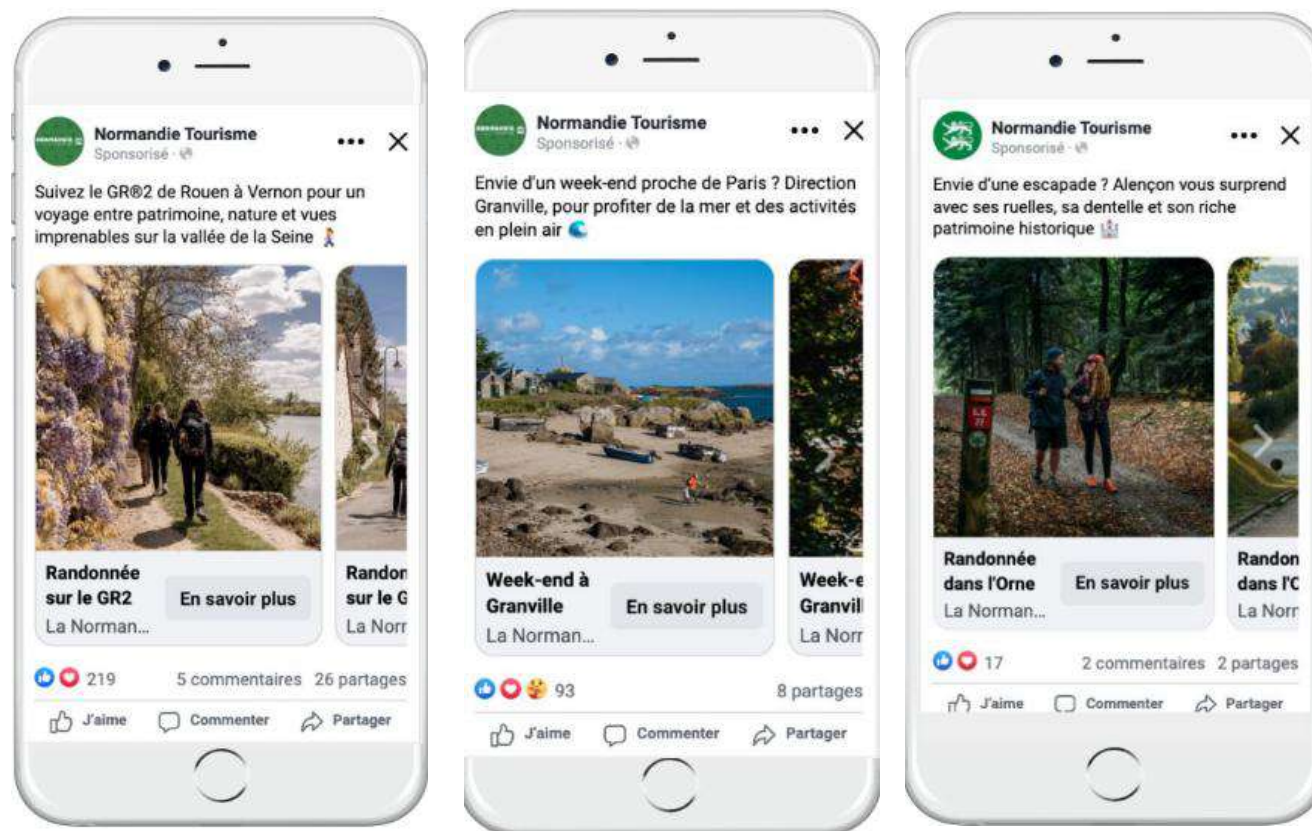 Normandie Tourisme
Sponsorisé ·
Suivez le GR®2 de Rouen à Vernon pour un
voyage entre patrimoine, nature et vues
imprenables sur la vallée de la Seine 🚶
Randonnée
sur le GR2
La Norman...
En savoir plus
Randon
sur le G
La Norr
219
5 commentaires 26 partages
J'aime Commenter Partager
Normandie Tourisme
Sponsorisé ·
Envie d'un week-end proche de Paris ? Direction
Granville, pour profiter de la mer et des activités
en plein air 🌊
Week-end à
Granville
La Norman...
En savoir plus
Week-e
Granvil
La Norr
93
8 partages
J'aime Commenter Partager
Normandie Tourisme
Sponsorisé ·
Envie d'une escapade ? Alençon vous surprend
avec ses ruelles, sa dentelle et son riche
patrimoine historique 🏰
Randonnée
dans l'Orne
La Norman...
En savoir plus
Randon
dans l'O
La Norr
17
2 commentaires 2 partages
J'aime Commenter Partager